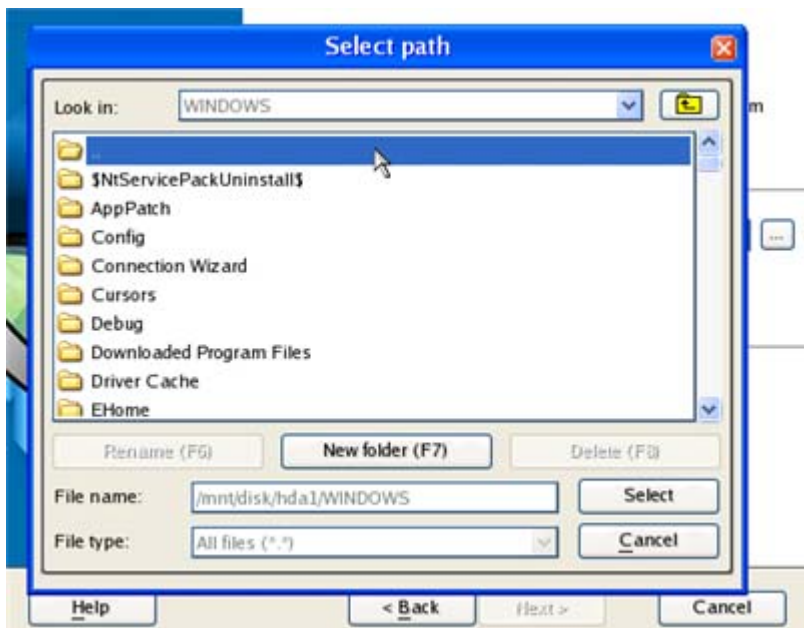 Select path
Look in: WINDOWS
m
..
$NtServicePackUninstall$
AppPatch
Config
Connection Wizard
Cursors
Debug
Downloaded Program Files
Driver Cache
EHome
...
Rename (F6) New folder (F7) Delete (F8)
File name: /mnt/disk/hda1/WINDOWS Select
File type: All files (*.*) Cancel
Help < Back Next > Cancel